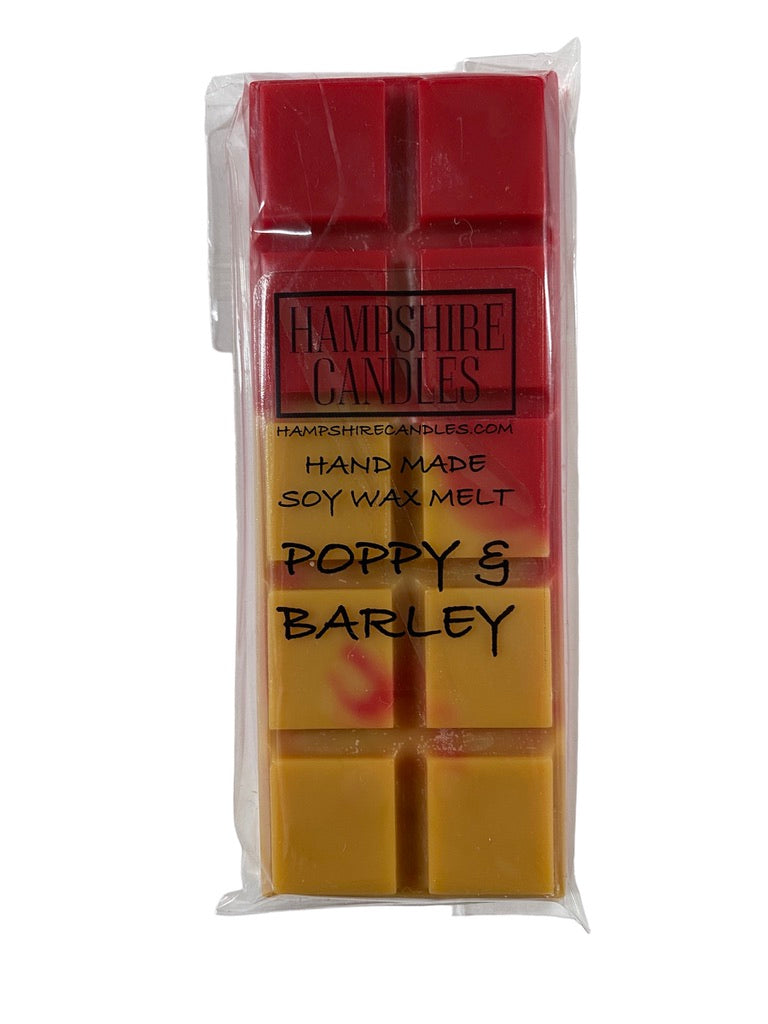 HAMPSHIRE
CANDLES
HAMPSHIRECANDLES.COM
HAND MADE
SOY WAX MELT
POPPY &
BARLEY